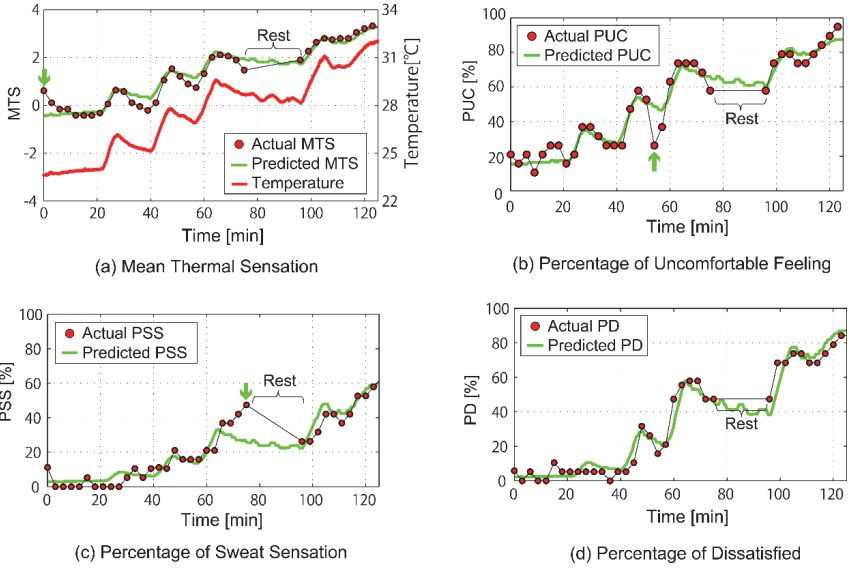 4
2
0
-2
-4
MTS
34
31
28
25
22
Temperature[℃]
Rest
Actual MTS
Predicted MTS
Temperature
0 20 40 60 80 100 120
Time [min]
(a) Mean Thermal Sensation
100
80
60
40
20
0
PUC [%]
Actual PUC
Predicted PUC
Rest
0 20 40 60 80 100 120
Time [min]
(b) Percentage of Uncomfortable Feeling
100
80
60
40
20
0
PSS [%]
Actual PSS
Predicted PSS
Rest
0 20 40 60 80 100 120
Time [min]
(c) Percentage of Sweat Sensation
100
80
60
40
20
0
PD [%]
Actual PD
Predicted PD
Rest
0 20 40 60 80 100 120
Time [min]
(d) Percentage of Dissatisfied